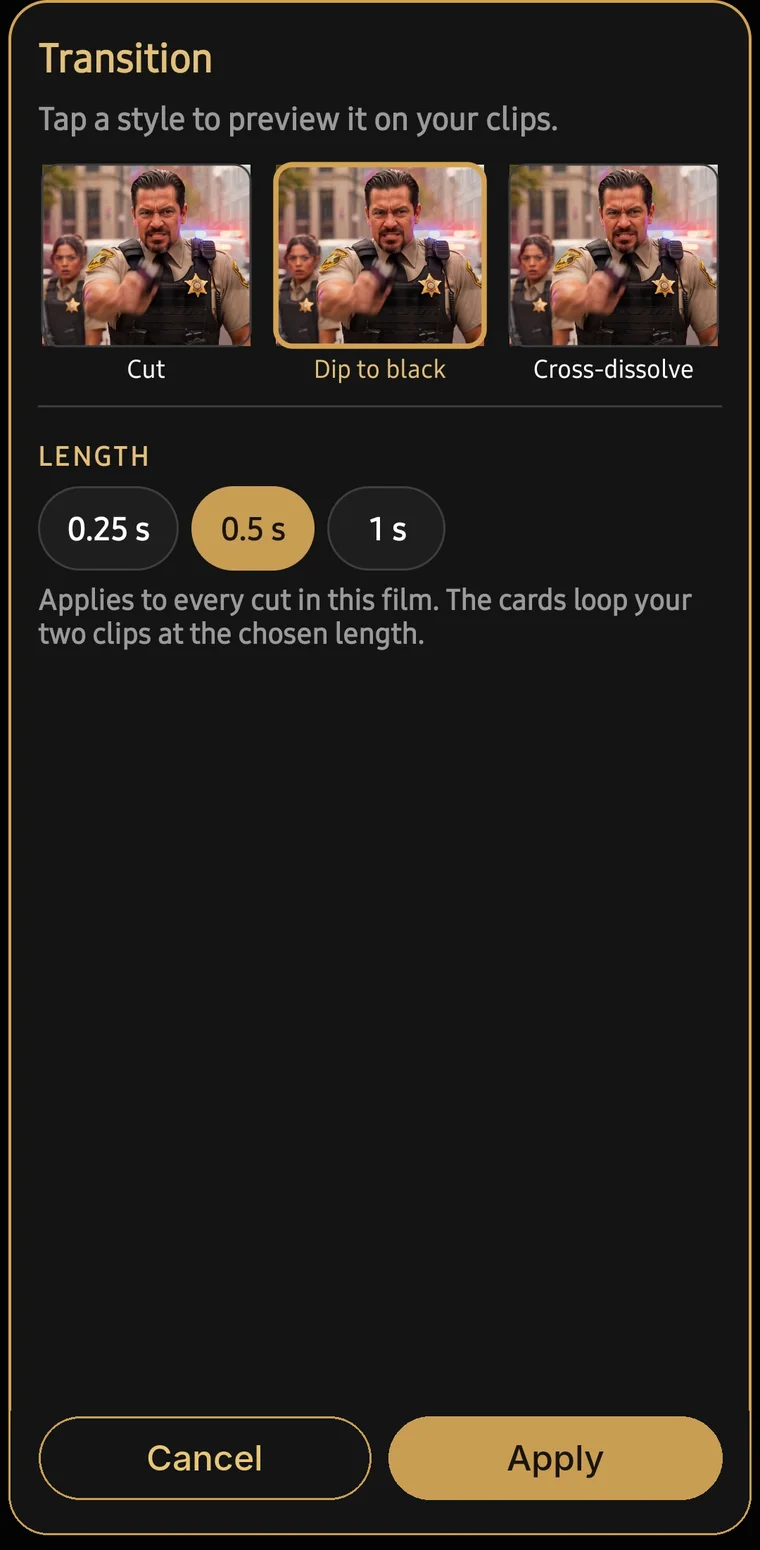 Transition
Tap a style to preview it on your clips.
Cut
Dip to black
Cross-dissolve
LENGTH
0.25 s
0.5 s
1 s
Applies to every cut in this film. The cards loop your
two clips at the chosen length.
Cancel
Apply